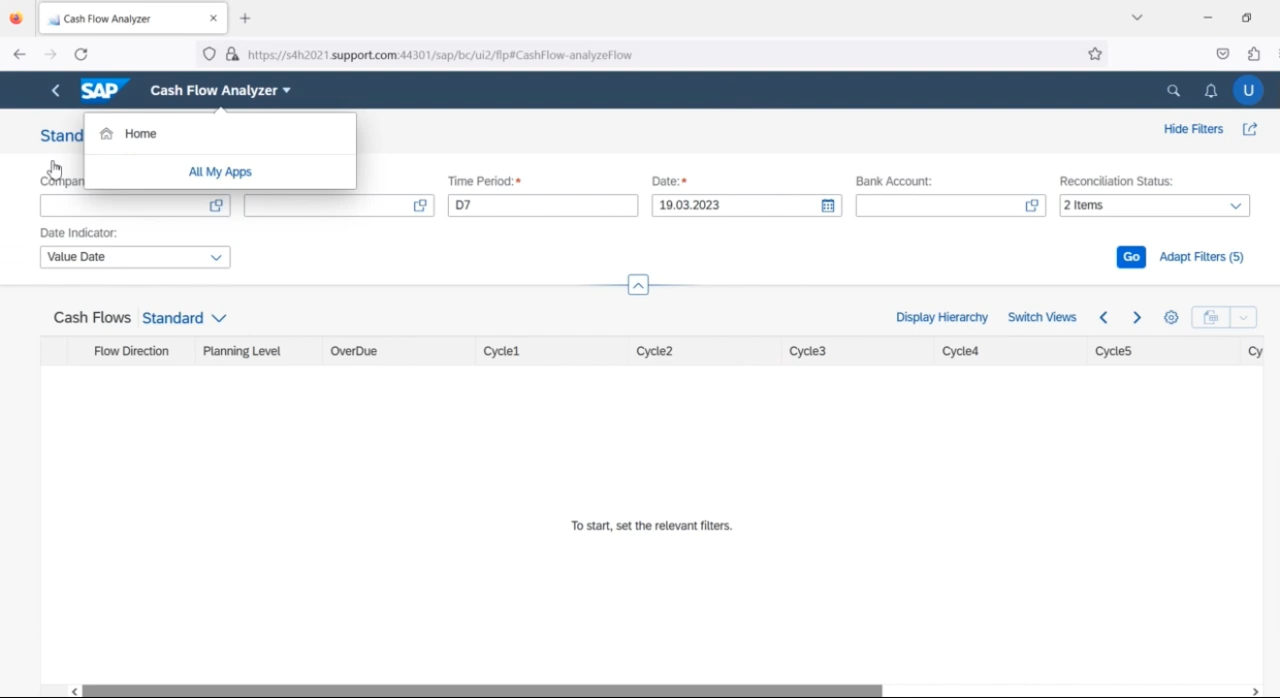 Cash Flow Analyzer
https://s4h2021.support.com:44301/sap/bc/ui2/flp#CashFlow-analyzeFlow
SAP Cash Flow Analyzer U
Home
All My Apps
Stand
Hide Filters
Compan
Time Period:* Date:* Bank Account: Reconciliation Status:
D7 19.03.2023 2 Items
Date Indicator:
Value Date Go Adapt Filters (5)
Cash Flows Standard Display Hierarchy Switch Views
Flow Direction Planning Level OverDue Cycle1 Cycle2 Cycle3 Cycle4 Cycle5 Cy
To start, set the relevant filters.